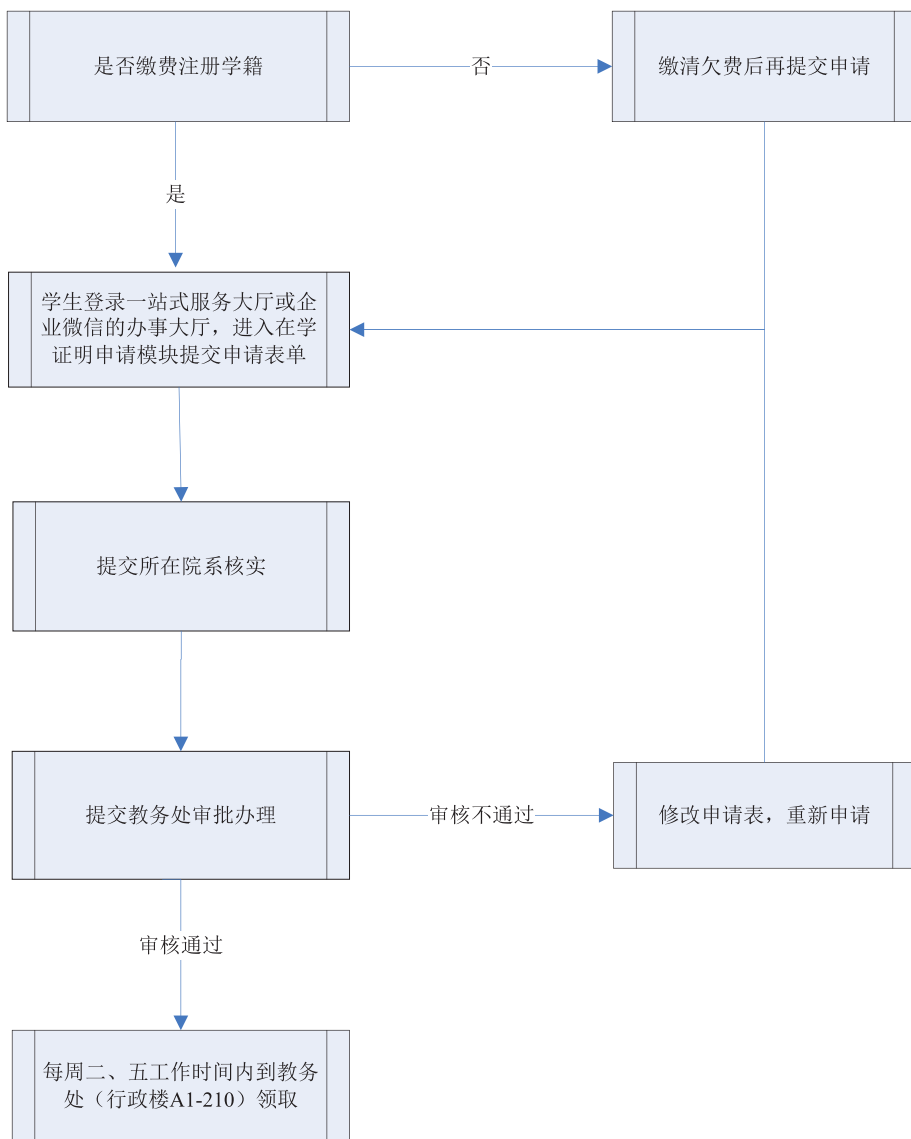 是否缴费注册学籍
否
缴清欠费后再提交申请
是
学生登录一站式服务大厅或企
业微信的办事大厅，进入在学
证明申请模块提交申请表单
提交所在院系核实
提交教务处审批办理
审核不通过
修改申请表，重新申请
审核通过
每周二、五工作时间内到教务
处（行政楼A1-210）领取